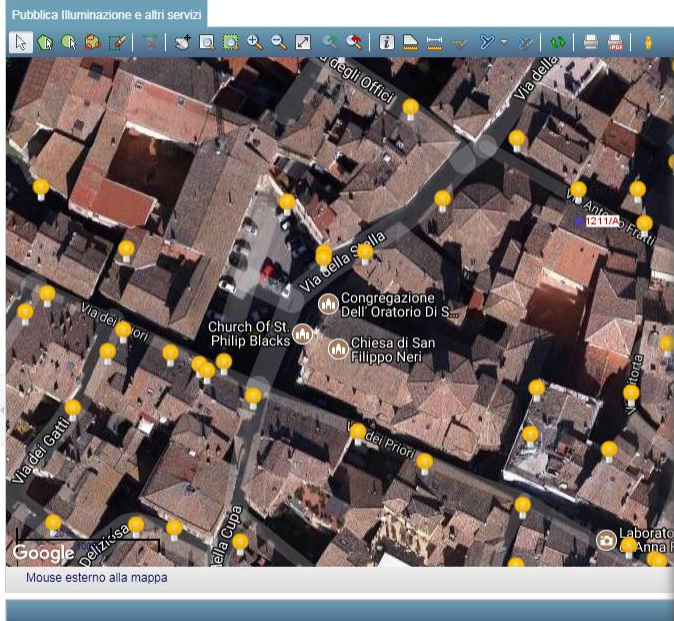 Pubblica Illuminazione e altri servizi
degli Offici
Via della
Via Antonio Fratti
1211/A
Via della Stella
Congregazione
Dell' Oratorio Di S...
Church Of St.
Philip Blacks
Chiesa di San
Filippo Neri
Via dei Priori
Via dei Gatti
Via dei Priori
Deliziosa
della Cupa
Google
Laborato
Anna F
Mouse esterno alla mappa